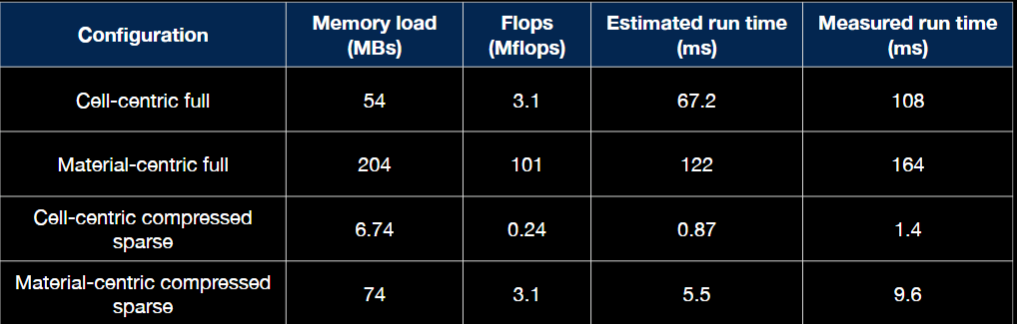 Configuration
Memory load
(MBs)
Flops
(Mflops)
Estimated run time
(ms)
Measured run time
(ms)
Cell-centric full
54
3.1
67.2
108
Material-centric full
204
101
122
164
Cell-centric compressed
sparse
6.74
0.24
0.87
1.4
Material-centric compressed
sparse
74
3.1
5.5
9.6